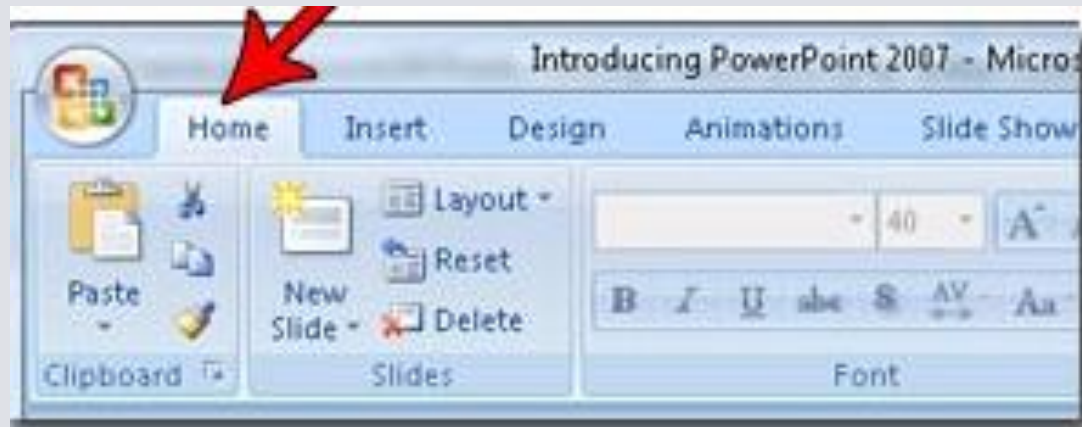 Introducing PowerPoint 2007 - Micros
Home Insert Design Animations Slide Show
Layout
40 A
Reset
Paste New
Slide Delete
B I U abc S AV Aa
Clipboard Slides Font